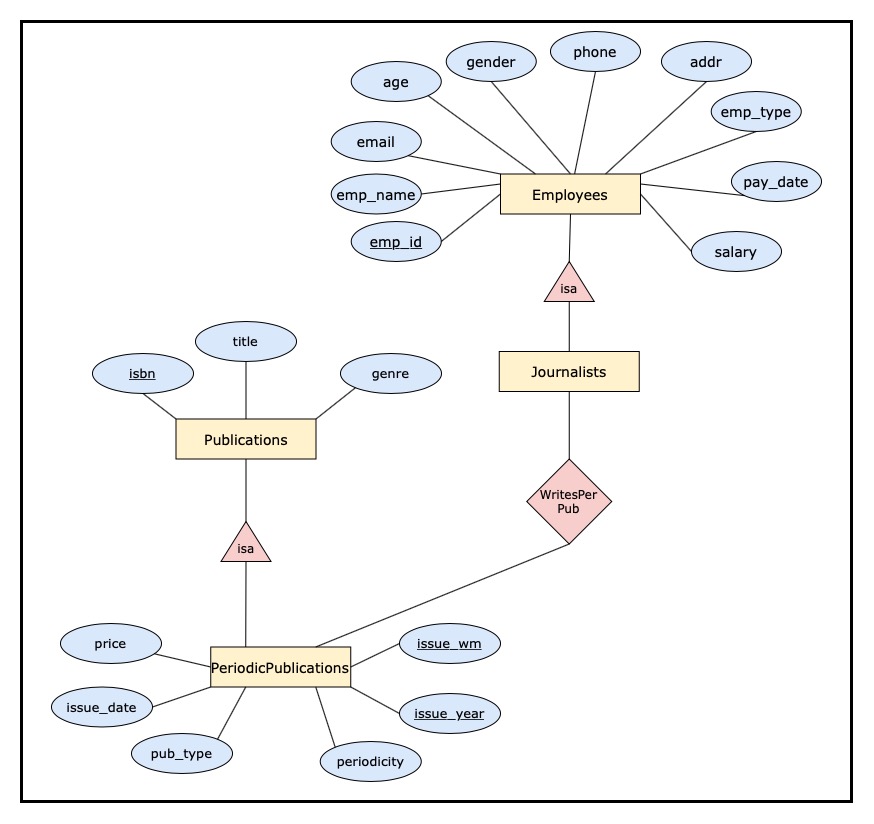 phone
gender
addr
age
emp_type
email
pay_date
emp_name
Employees
emp_id
salary
isa
title
isbn
genre
Journalists
Publications
WritesPer
Pub
isa
price
issue_wm
PeriodicPublications
issue_date
issue_year
pub_type
periodicity